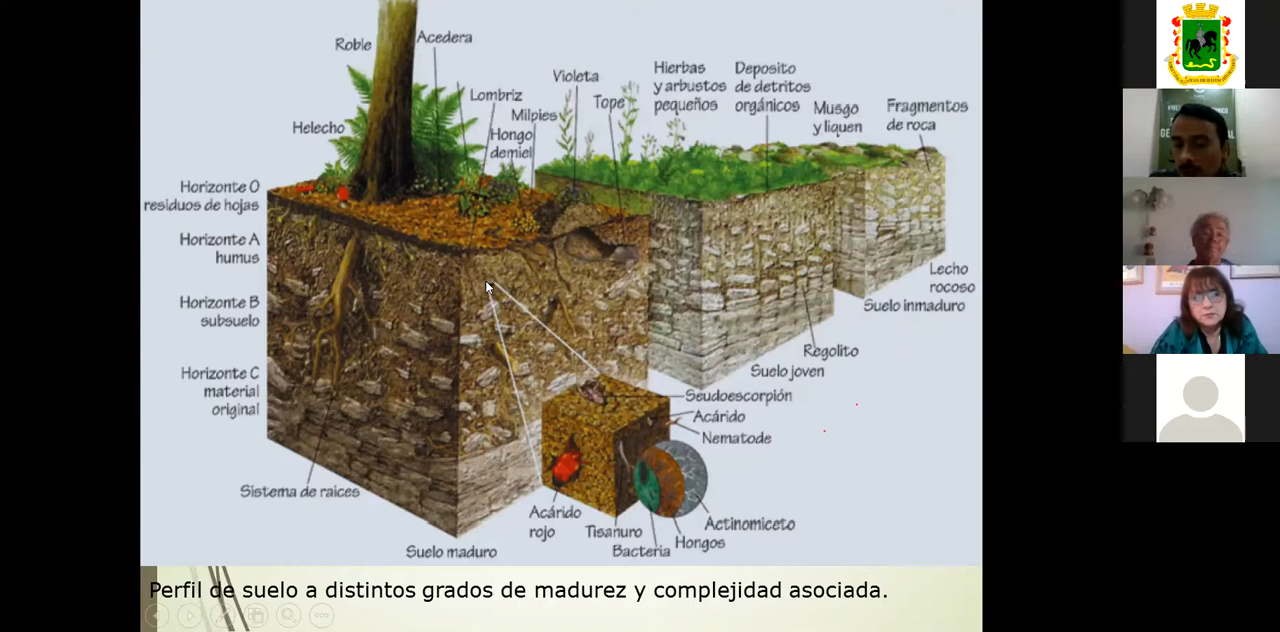 Roble
Acedera
Lombriz
Milpies
Hongo
demiel
Helecho
Violeta
Tope
Hierbas
y arbustos
pequeños
Deposito
de detritos
orgánicos
Musgo
y liquen
Fragmentos
de roca
Horizonte O
residuos de hojas
Horizonte A
humus
Horizonte B
subsuelo
Horizonte C
material
original
Lecho
rocoso
Suelo inmaduro
Regolito
Suelo joven
Seudoescorpión
Acárido
Nematode
Sistema de raices
Acárido
rojo
Tisanuro
Bacteria
Hongos
Actinomiceto
Suelo maduro
Perfil de suelo a distintos grados de madurez y complejidad asociada.